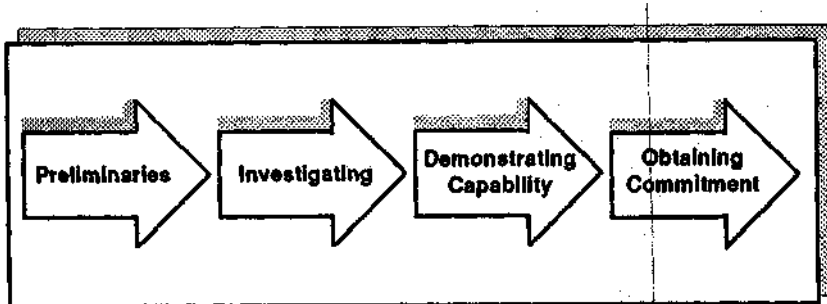 Preliminaries
Investigating
Demonstrating
Capability
Obtaining
Commitment